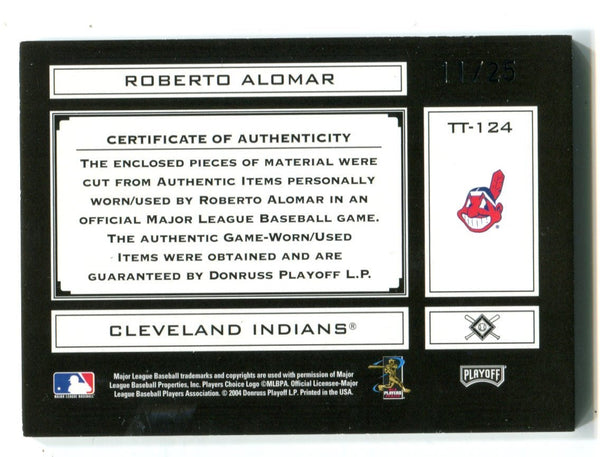 11/25
ROBERTO ALOMAR
TT-124
CERTIFICATE OF AUTHENTICITY
THE ENCLOSED PIECES OF MATERIAL WERE
CUT FROM AUTHENTIC ITEMS PERSONALLY
WORN/USED BY ROBERTO ALOMAR IN AN
OFFICIAL MAJOR LEAGUE BASEBALL GAME.
THE AUTHENTIC GAME-WORN/USED
ITEMS WERE OBTAINED AND ARE
GUARANTEED BY DONRUSS PLAYOFF L.P.
CLEVELAND INDIANS®
Major League Baseball trademarks and copyrights are used with permission of Major
League Baseball Properties, Inc. Players Choice Logo ©MLBPA. Official Licensee-Major
League Baseball Players Association. © 2004 Donruss Playoff L.P. Printed in the USA.
MAJOR LEAGUE BASEBALL
PLAYERS
PLAYOFF